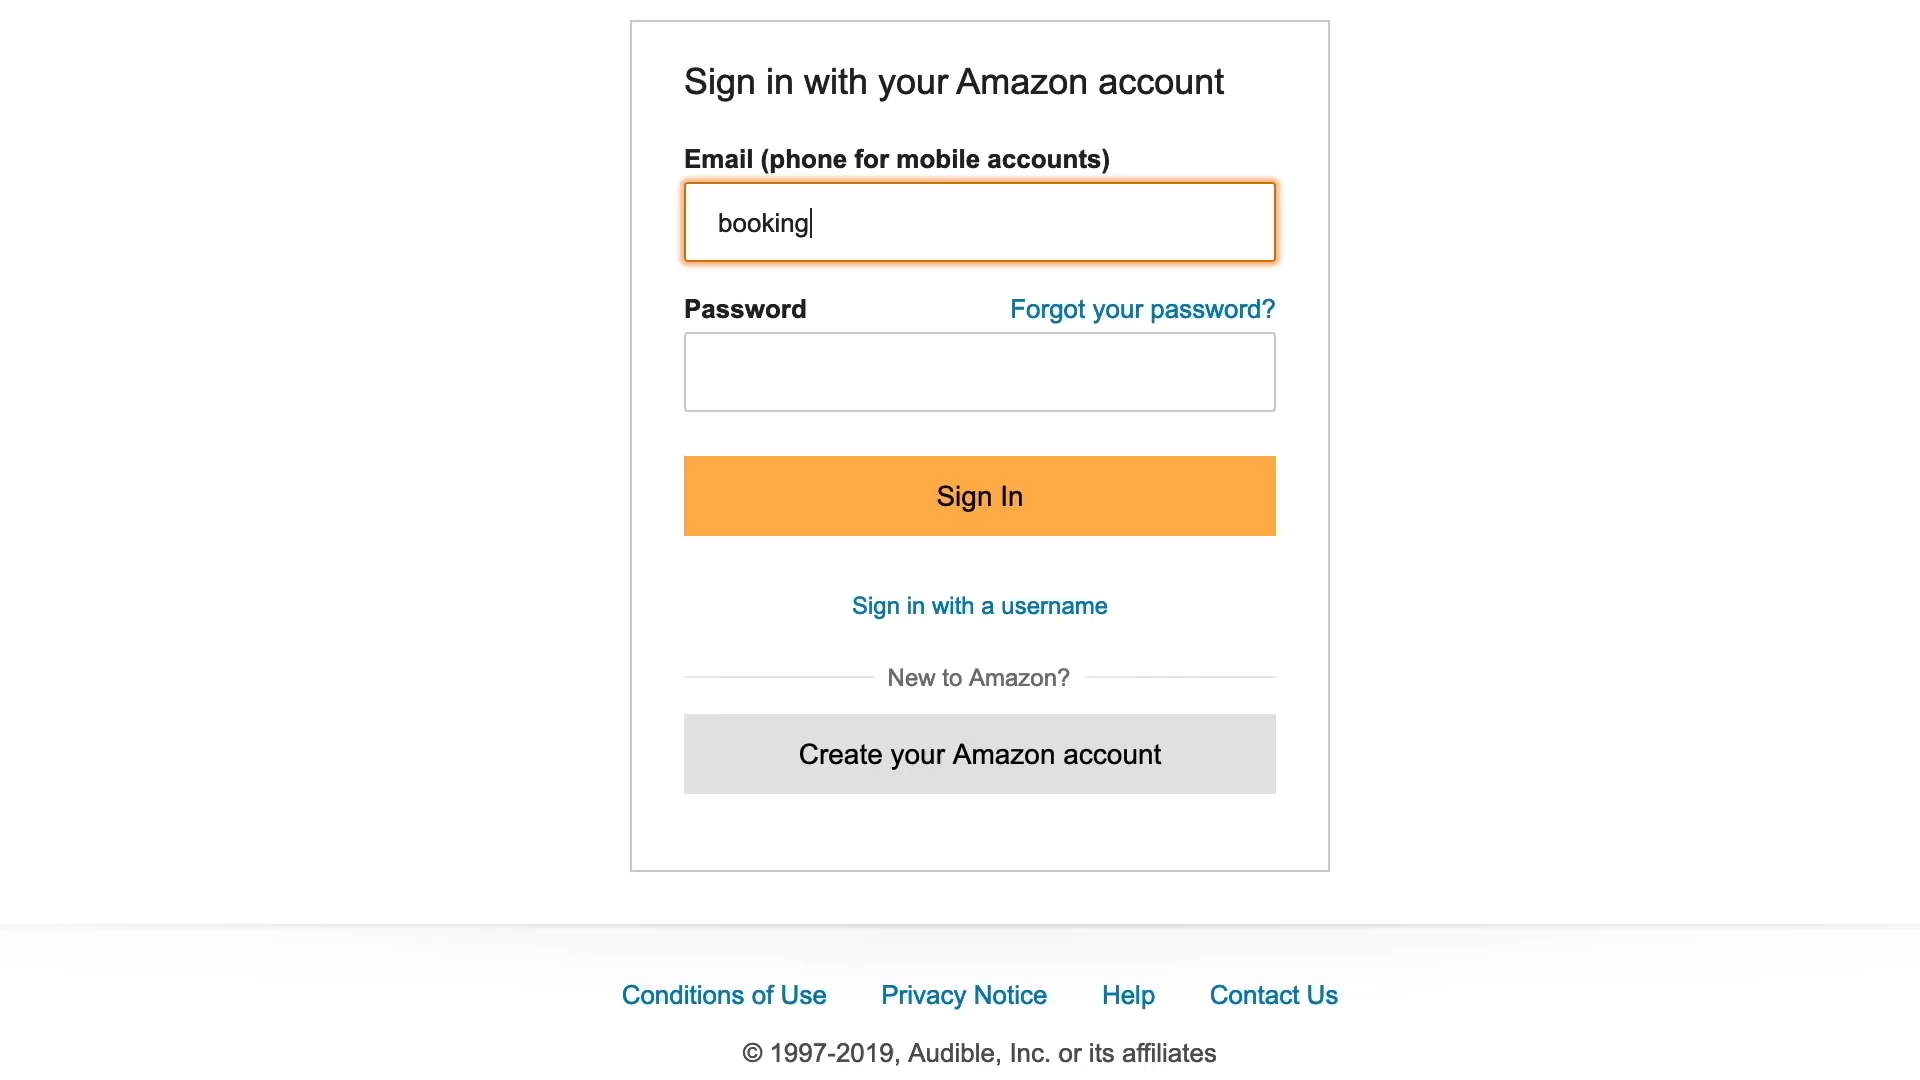 Sign in with your Amazon account
Email (phone for mobile accounts)
booking
Password Forgot your password?
Sign In
Sign in with a username
New to Amazon?
Create your Amazon account
Conditions of Use Privacy Notice Help Contact Us
© 1997-2019, Audible, Inc. or its affiliates